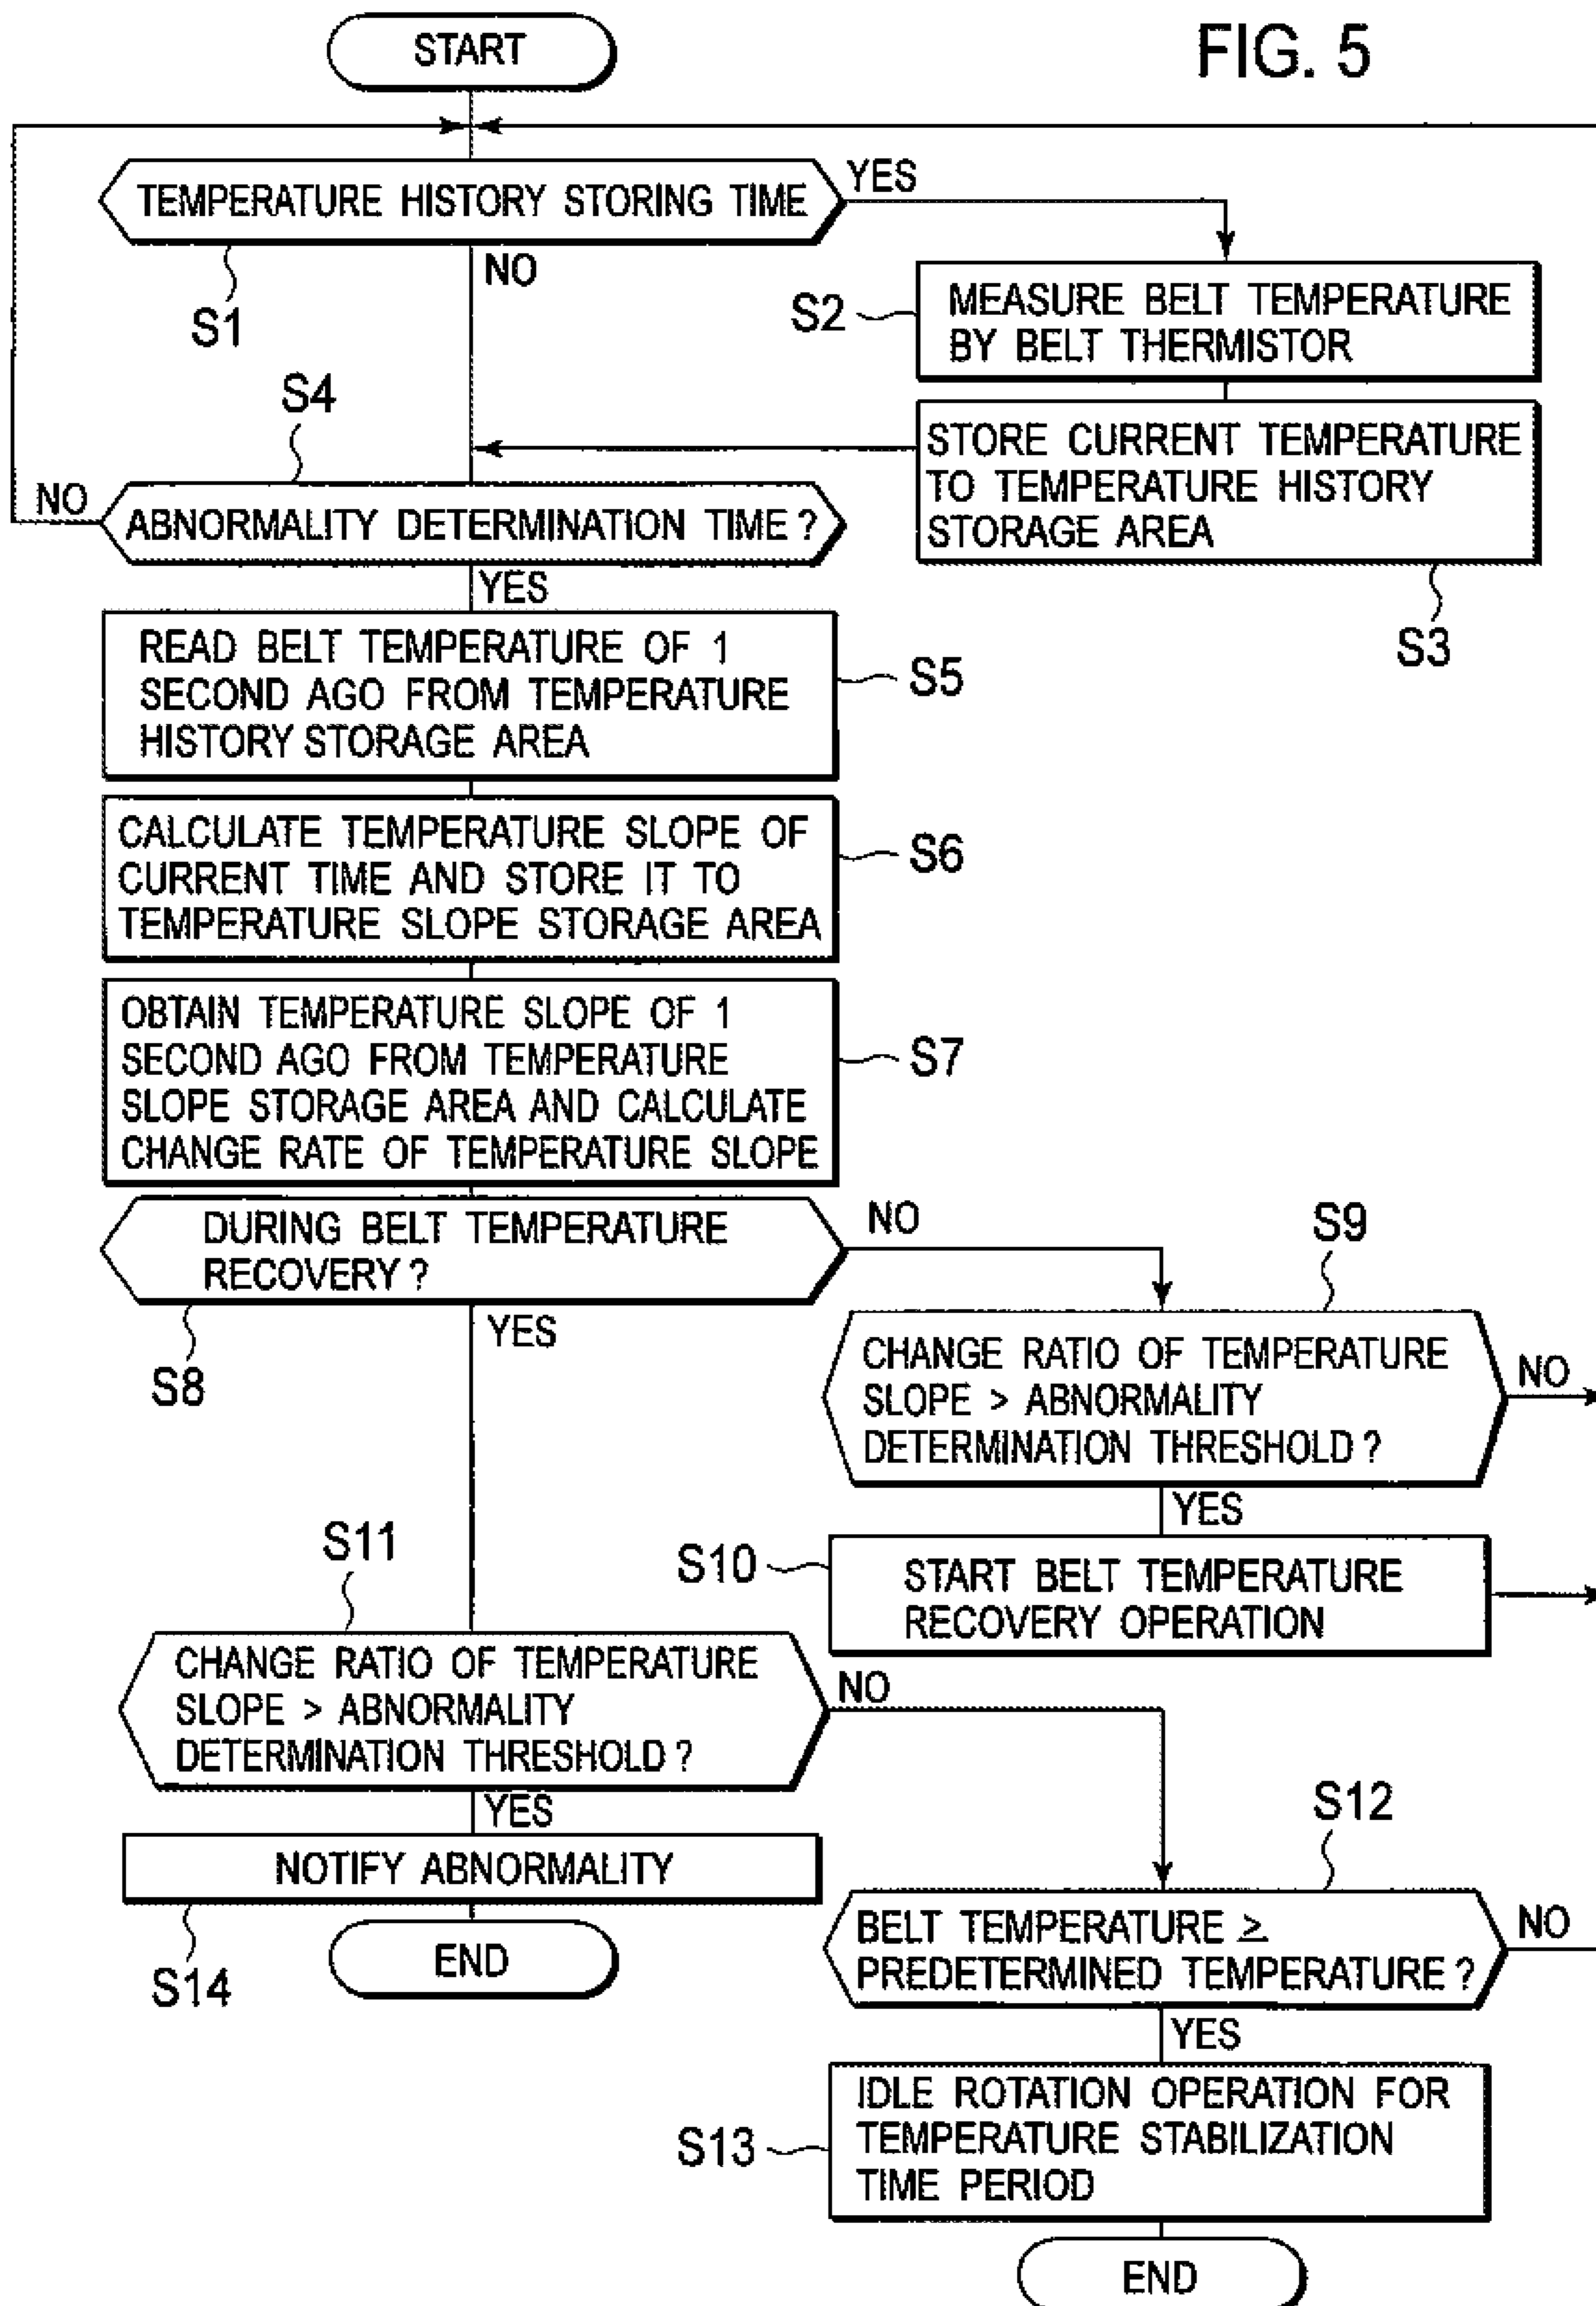 FIG. 5
START
TEMPERATURE HISTORY STORING TIME
YES
NO
S1
S2
MEASURE BELT TEMPERATURE
BY BELT THERMISTOR
STORE CURRENT TEMPERATURE
TO TEMPERATURE HISTORY
STORAGE AREA
S3
S4
NO
ABNORMALITY DETERMINATION TIME ?
YES
READ BELT TEMPERATURE OF 1
SECOND AGO FROM TEMPERATURE
HISTORY STORAGE AREA
S5
CALCULATE TEMPERATURE SLOPE OF
CURRENT TIME AND STORE IT TO
TEMPERATURE SLOPE STORAGE AREA
S6
OBTAIN TEMPERATURE SLOPE OF 1
SECOND AGO FROM TEMPERATURE
SLOPE STORAGE AREA AND CALCULATE
CHANGE RATE OF TEMPERATURE SLOPE
S7
DURING BELT TEMPERATURE
RECOVERY ?
NO
YES
S8
S9
CHANGE RATIO OF TEMPERATURE
SLOPE > ABNORMALITY
DETERMINATION THRESHOLD ?
NO
YES
S10
START BELT TEMPERATURE
RECOVERY OPERATION
S11
CHANGE RATIO OF TEMPERATURE
SLOPE > ABNORMALITY
DETERMINATION THRESHOLD ?
NO
YES
NOTIFY ABNORMALITY
S14
END
S12
BELT TEMPERATURE ≥
PREDETERMINED TEMPERATURE ?
NO
YES
S13
IDLE ROTATION OPERATION FOR
TEMPERATURE STABILIZATION
TIME PERIOD
END